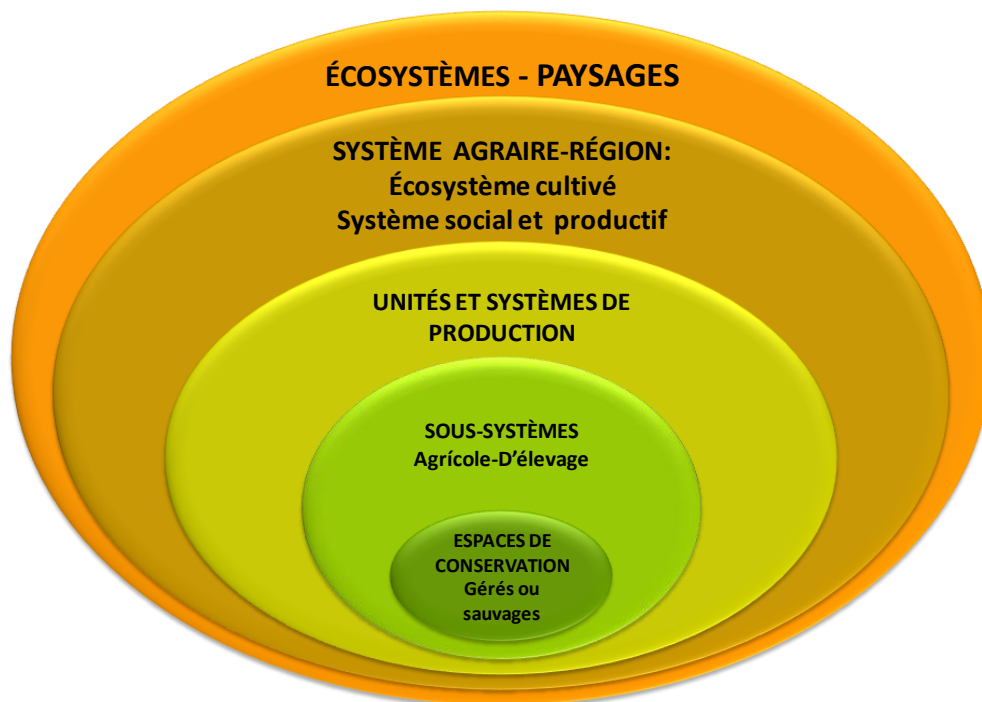 ÉCOSYSTÈMES - PAYSAGES
SYSTÈME AGRAIRE-RÉGION:
Écosystème cultivé
Système social et productif
UNITÉS ET SYSTÈMES DE
PRODUCTION
SOUS-SYSTÈMES
Agrícole-D’élevage
ESPACES DE
CONSERVATION
Gérés ou
sauvages